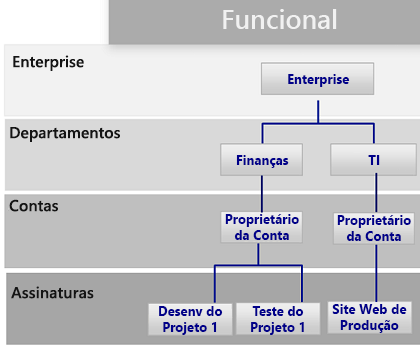 Funcional
Enterprise
Enterprise
Departamentos
Finanças
TI
Contas
Proprietário
da Conta
Proprietário
da Conta
Assinaturas
Desenv do
Projeto 1
Teste do
Projeto 1
Site Web de
Produção